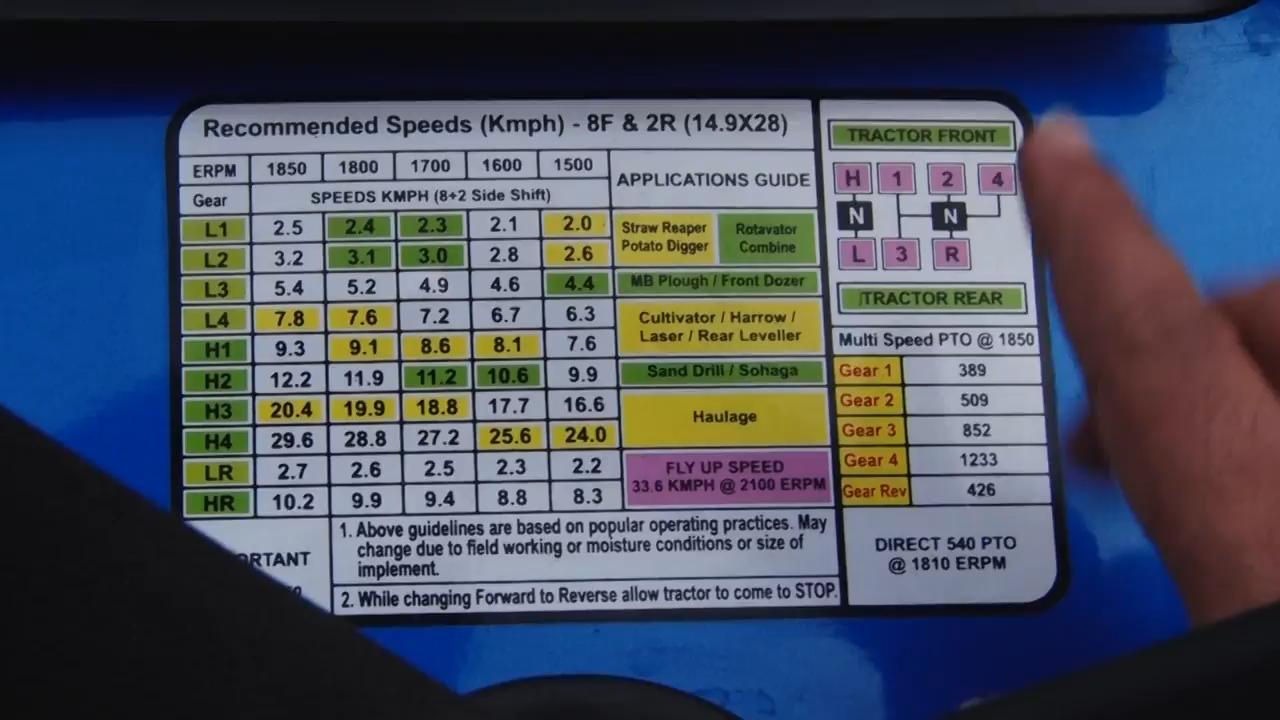 Recommended Speeds (Kmph) - 8F & 2R (14.9X28)
ERPM 1850 1800 1700 1600 1500
Gear SPEEDS KMPH (8+2 Side Shift)
APPLICATIONS GUIDE
L1 2.5 2.4 2.3 2.1 2.0
L2 3.2 3.1 3.0 2.8 2.6
L3 5.4 5.2 4.9 4.6 4.4
L4 7.8 7.6 7.2 6.7 6.3
H1 9.3 9.1 8.6 8.1 7.6
H2 12.2 11.9 11.2 10.6 9.9
H3 20.4 19.9 18.8 17.7 16.6
H4 29.6 28.8 27.2 25.6 24.0
LR 2.7 2.6 2.5 2.3 2.2
HR 10.2 9.9 9.4 8.8 8.3
Straw Reaper
Potato Digger
Rotavator
Combine
MB Plough / Front Dozer
Cultivator / Harrow /
Laser / Rear Leveller
Sand Drill / Sohaga
Haulage
FLY UP SPEED
33.6 KMPH @ 2100 ERPM
RTANT
1. Above guidelines are based on popular operating practices. May
change due to field working or moisture conditions or size of
implement.
2. While changing Forward to Reverse allow tractor to come to STOP.
TRACTOR FRONT
H 1 2 4
N N
L 3 R
TRACTOR REAR
Multi Speed PTO @ 1850
Gear 1 389
Gear 2 509
Gear 3 852
Gear 4 1233
Gear Rev 426
DIRECT 540 PTO
@ 1810 ERPM